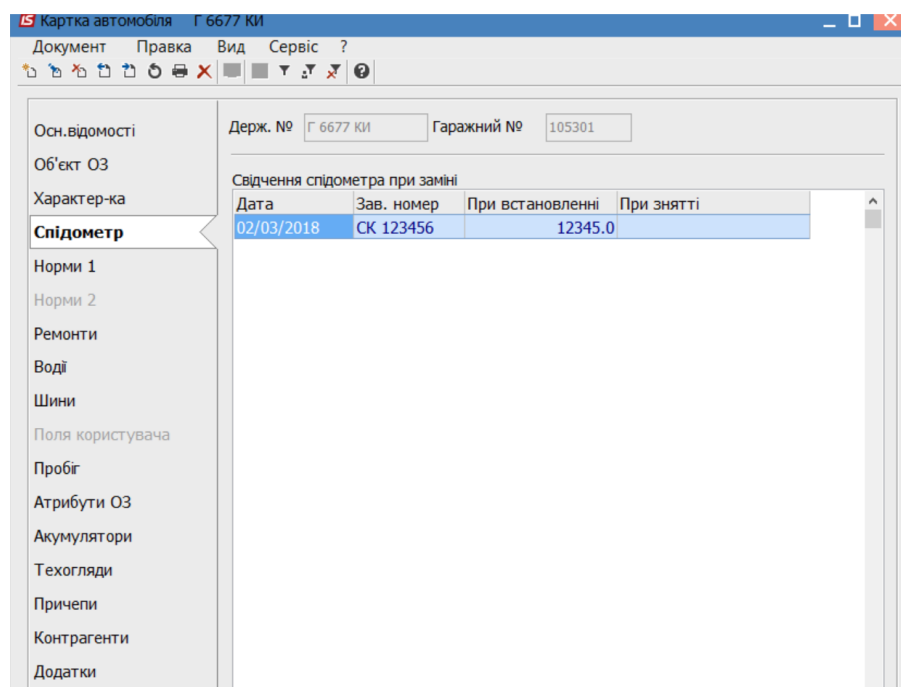 Картка автомобіля Г 6677 КИ
Документ Правка Вид Сервіс ?
Держ. № Г 6677 КИ Гаражний № 105301
Свідчення спідометра при заміні
Дата Зав. номер При встановленні При знятті
02/03/2018 СК 123456 12345.0
Осн.відомості
Об'єкт ОЗ
Характер-ка
Спідометр
Норми 1
Норми 2
Ремонти
Водії
Шини
Поля користувача
Пробіг
Атрибути ОЗ
Акумулятори
Техогляди
Причепи
Контрагенти
Додатки